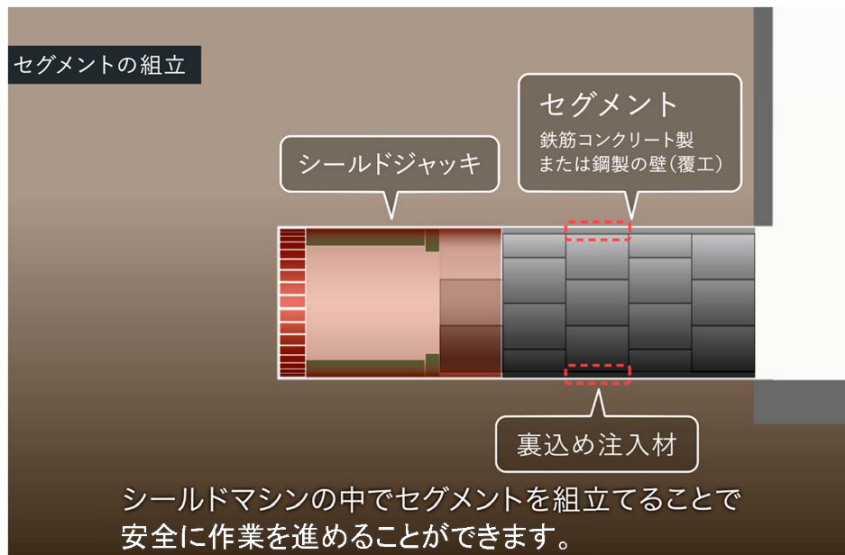 セグメントの組立
セグメント
鉄筋コンクリート製
または鋼製の壁(覆工)
シールドジャッキ
裏込め注入材
シールドマシンの中でセグメントを組立てることで
安全に作業を進めることができます。